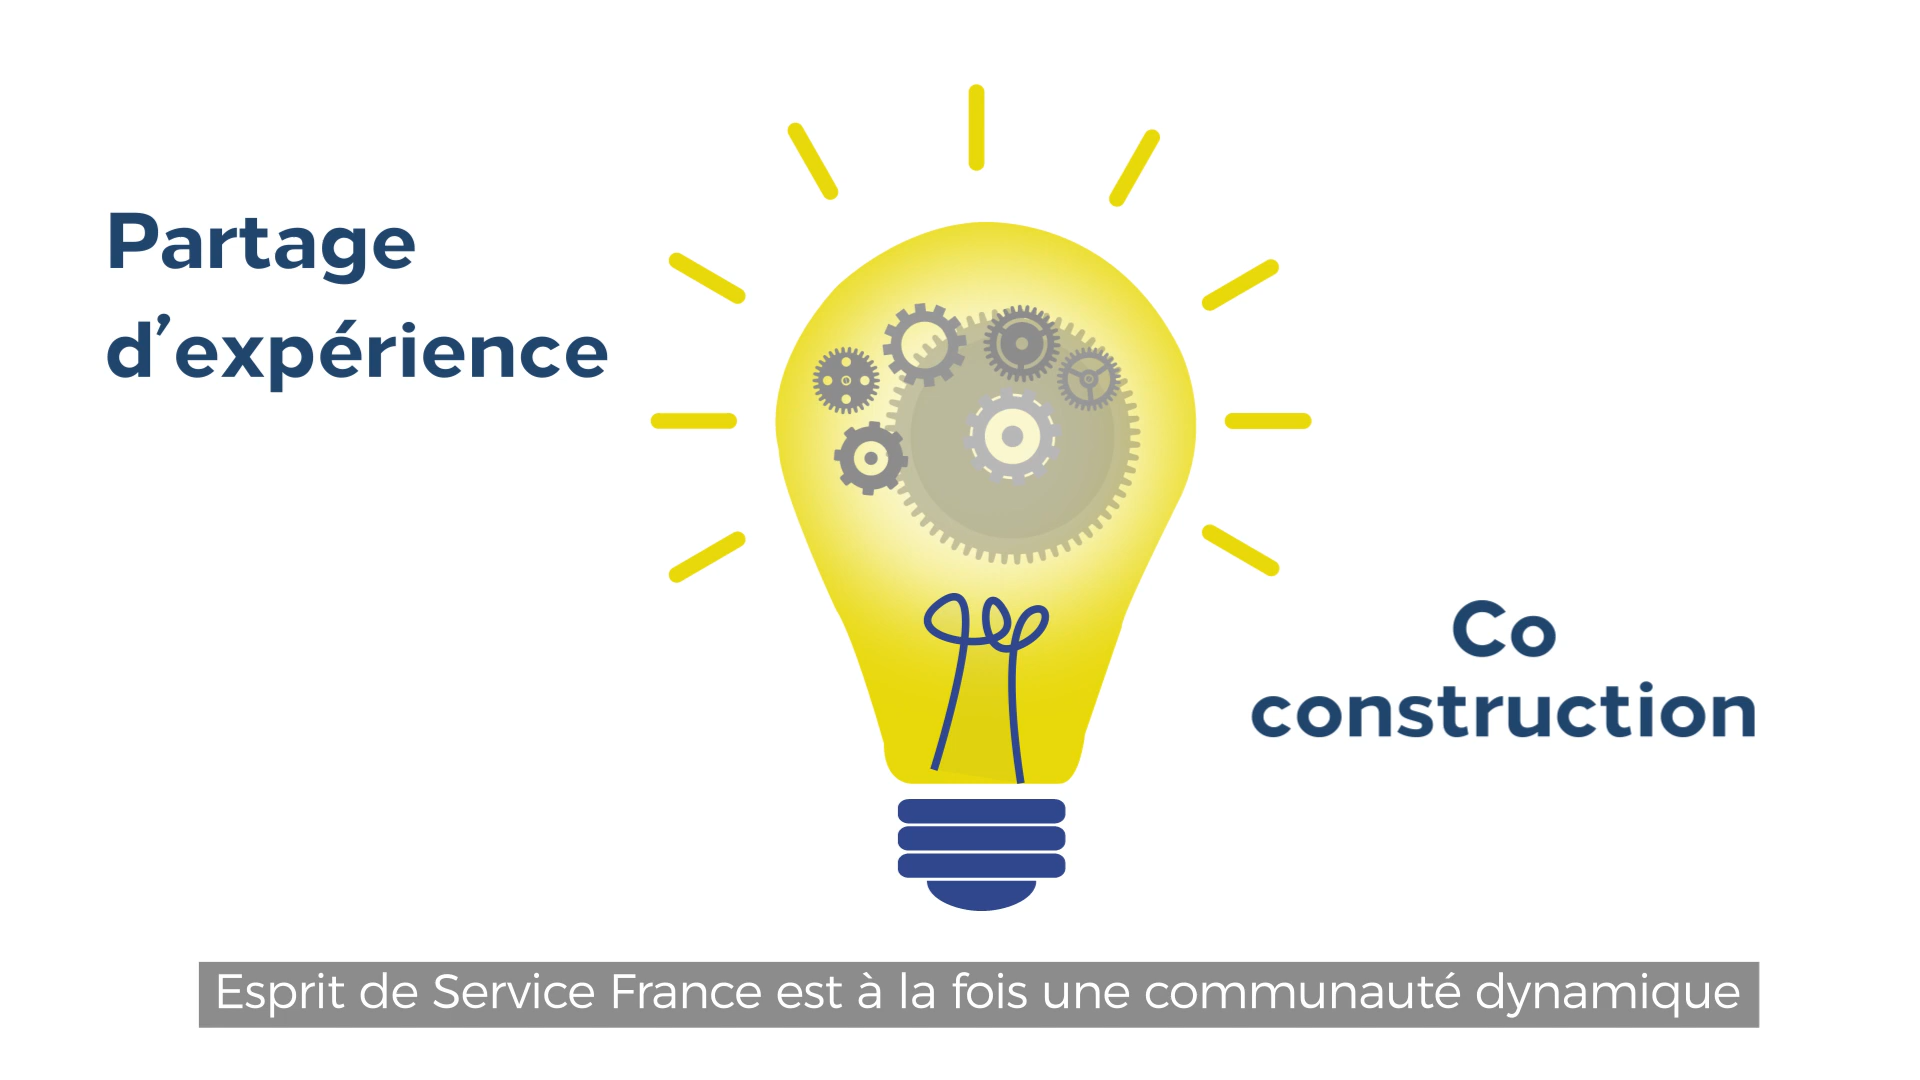 Partage
d’expérience
Co
construction
Esprit de Service France est à la fois une communauté dynamique